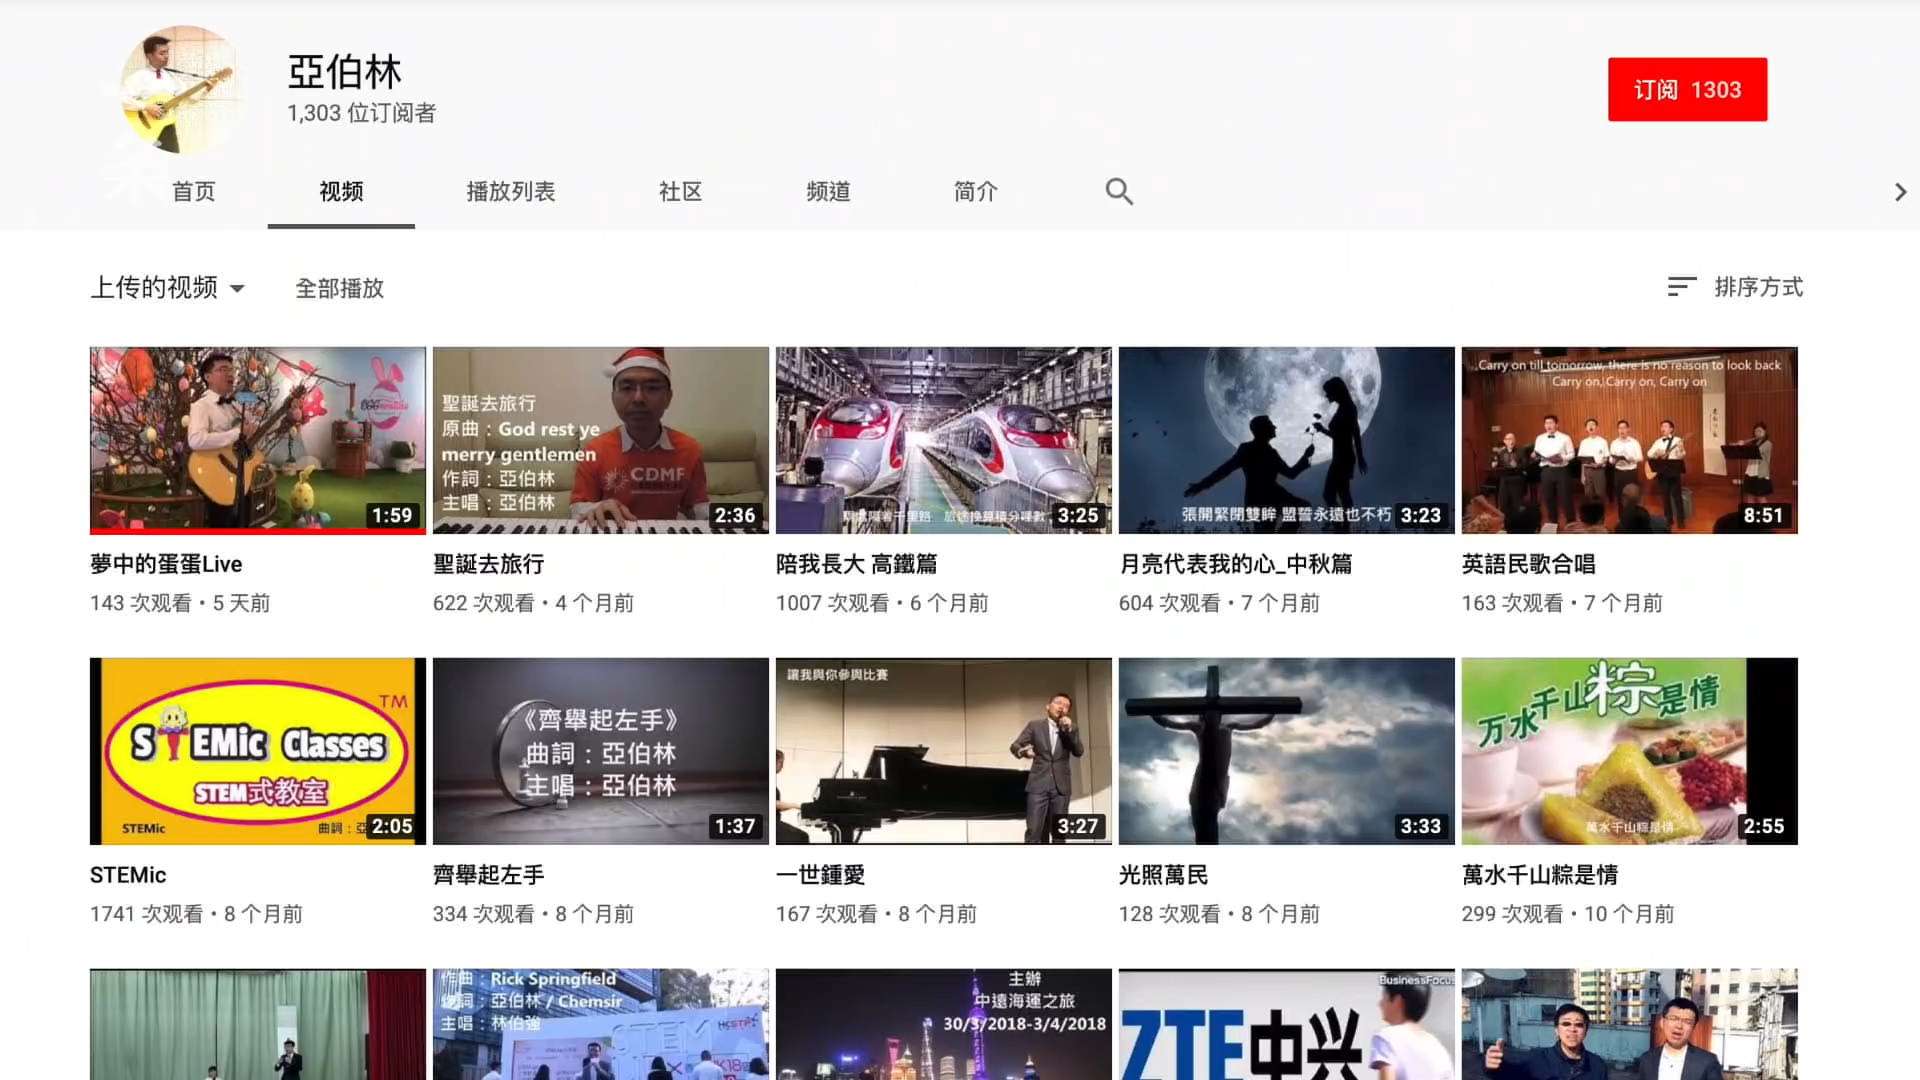 亞伯林
1,303 位订阅者
订阅 1303
首页 视频 播放列表 社区 频道 简介
上传的视频 全部播放 排序方式
聖誕去旅行
原曲：God rest ye
merry gentlemen
作詞：亞伯林
主唱：亞伯林
CDMF
張開緊閉雙眸 盟誓永遠也不朽
Carry on till tomorrow, there is no reason to look back
Carry on, Carry on, Carry on
1:59 2:36 3:25 3:23 8:51
夢中的蛋蛋Live 聖誕去旅行 陪我長大 高鐵篇 月亮代表我的心_中秋篇 英語民歌合唱
143 次观看・5 天前 622 次观看・4 个月前 1007 次观看・6 个月前 604 次观看・7 个月前 163 次观看・7 个月前
STEMic Classes TM
STEM式教室
STEMic
曲詞：亞
《齊舉起左手》
曲詞：亞伯林
主唱：亞伯林
讓我與你參與比賽
万水千山粽是情
萬水千山粽是情
2:05 1:37 3:27 3:33 2:55
STEMic 齊舉起左手 一世鍾愛 光照萬民 萬水千山粽是情
1741 次观看・8 个月前 334 次观看・8 个月前 167 次观看・8 个月前 128 次观看・8 个月前 299 次观看・10 个月前
作曲：Rick Springfield
亞伯林 / Chemsir
主唱：林伯強
STEM
主辦
中遠海運之旅
30/3/2018-3/4/2018
BusinessFocus
ZTE中兴